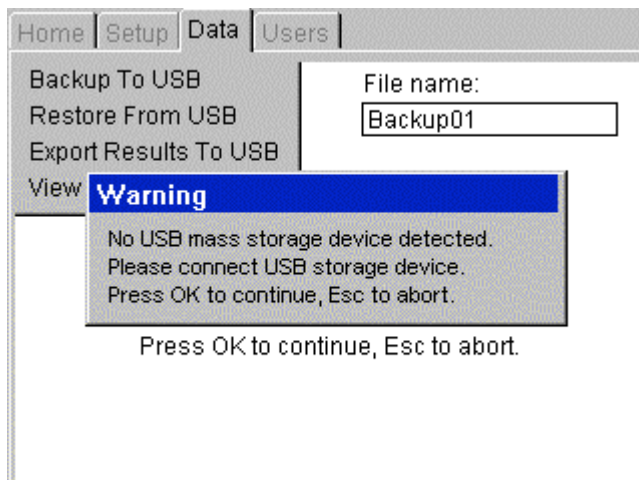 Home Setup Data Users
Backup To USB
File name:
Restore From USB
Backup01
Export Results To USB
View
Warning
No USB mass storage device detected.
Please connect USB storage device.
Press OK to continue, Esc to abort.
Press OK to continue, Esc to abort.